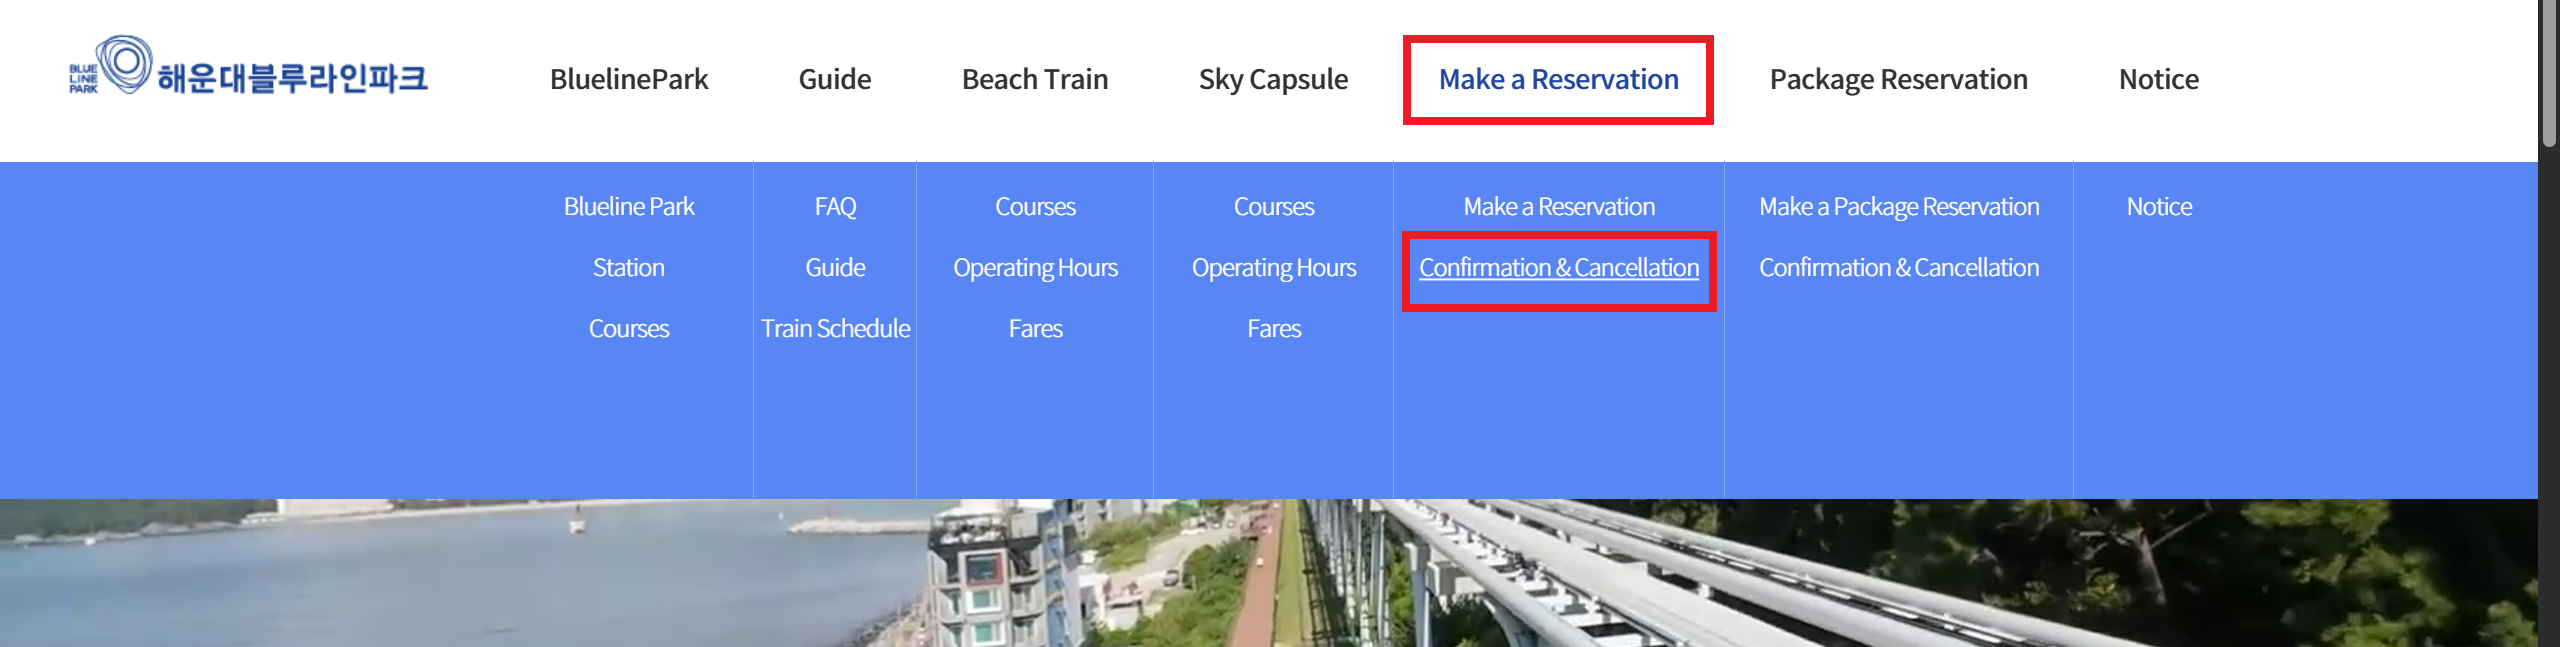 BLUE
LINE
PARK
해운대블루라인파크
BluelinePark
Guide
Beach Train
Sky Capsule
Make a Reservation
Package Reservation
Notice
Blueline Park
Station
Courses
FAQ
Guide
Train Schedule
Courses
Operating Hours
Fares
Courses
Operating Hours
Fares
Make a Reservation
Confirmation & Cancellation
Make a Package Reservation
Confirmation & Cancellation
Notice